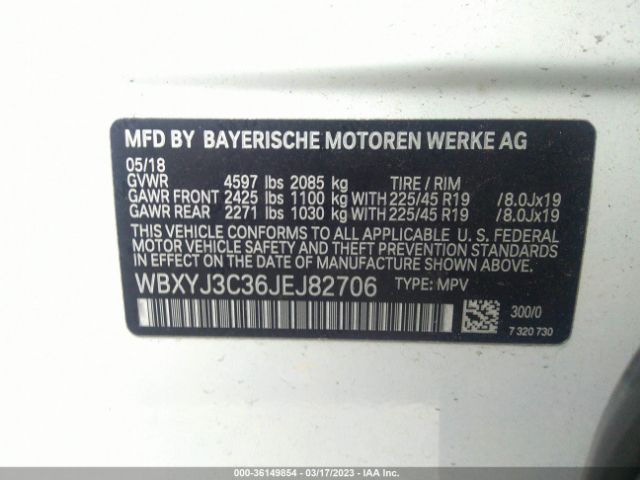 MFD BY BAYERISCHE MOTOREN WERKE AG
05/18
GVWR 4597 lbs 2085 kg TIRE / RIM
GAWR FRONT 2425 lbs 1100 kg WITH 225/45 R19 / 8.0Jx19
GAWR REAR 2271 lbs 1030 kg WITH 225/45 R19 / 8.0Jx19
THIS VEHICLE CONFORMS TO ALL APPLICABLE U. S. FEDERAL
MOTOR VEHICLE SAFETY AND THEFT PREVENTION STANDARDS
IN EFFECT ON THE DATE OF MANUFACTURE SHOWN ABOVE.
WBXYJ3C36JEJ82706 TYPE: MPV
300/0
7 320 730
000-36149854 — 03/17/2023 — IAAI.COM